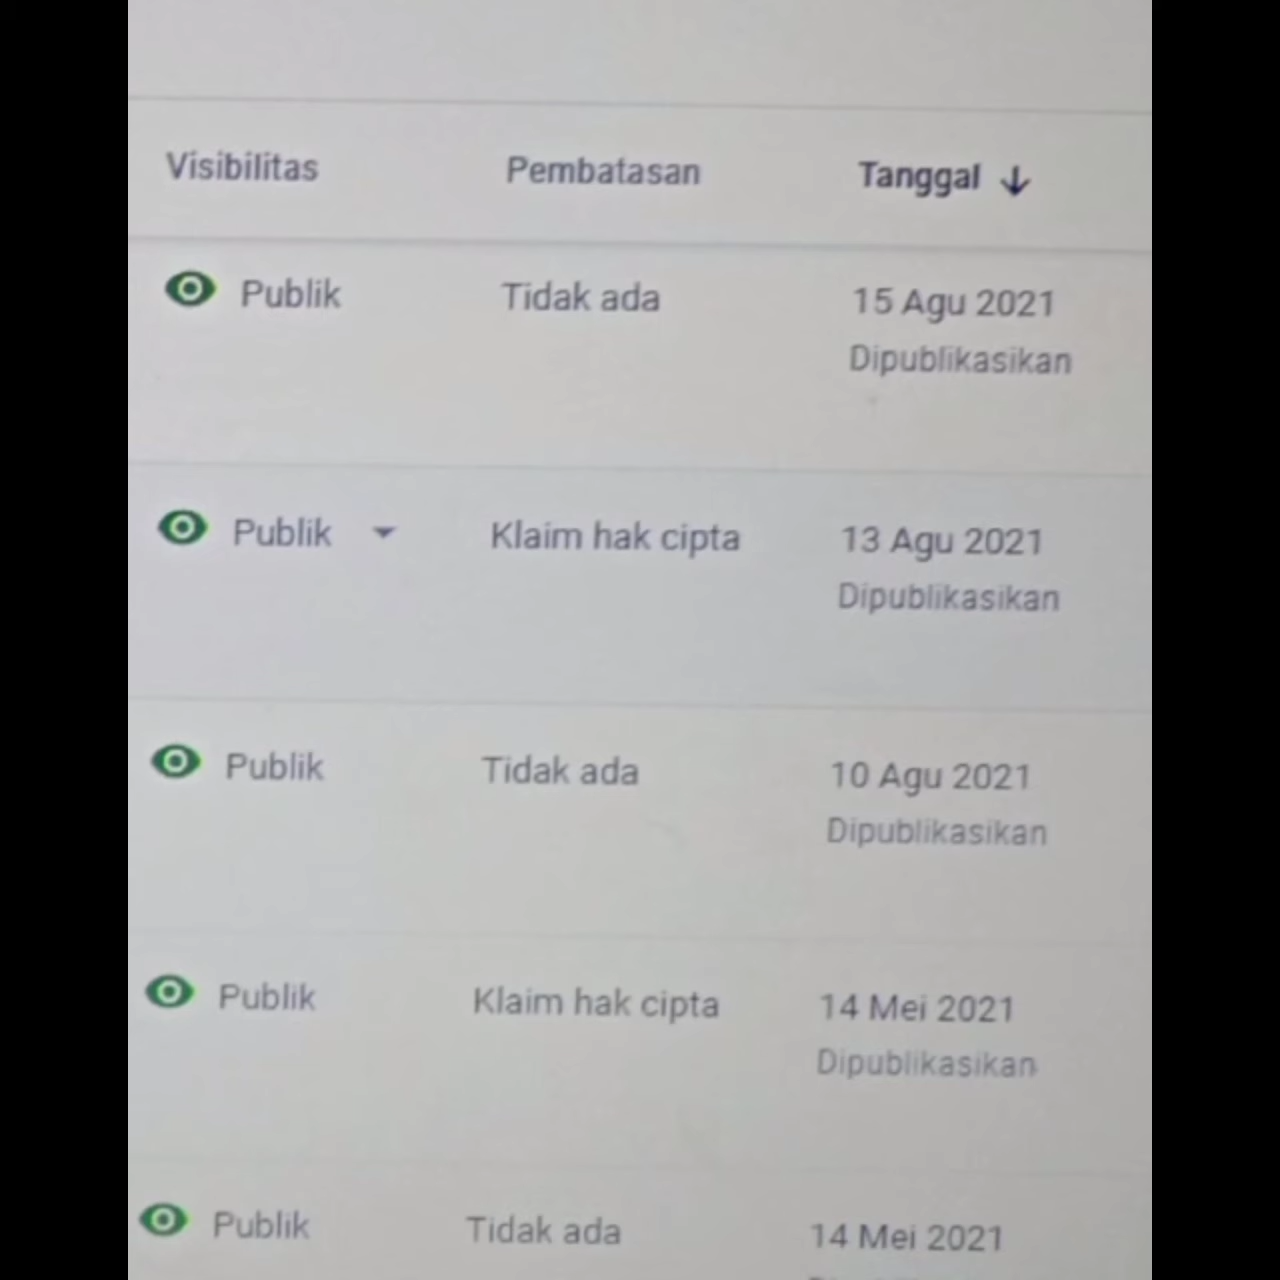 Visibilitas Pembatasan Tanggal ↓
Publik Tidak ada 15 Agu 2021
Dipublikasikan
Publik Klaim hak cipta 13 Agu 2021
Dipublikasikan
Publik Tidak ada 10 Agu 2021
Dipublikasikan
Publik Klaim hak cipta 14 Mei 2021
Dipublikasikan
Publik Tidak ada 14 Mei 2021